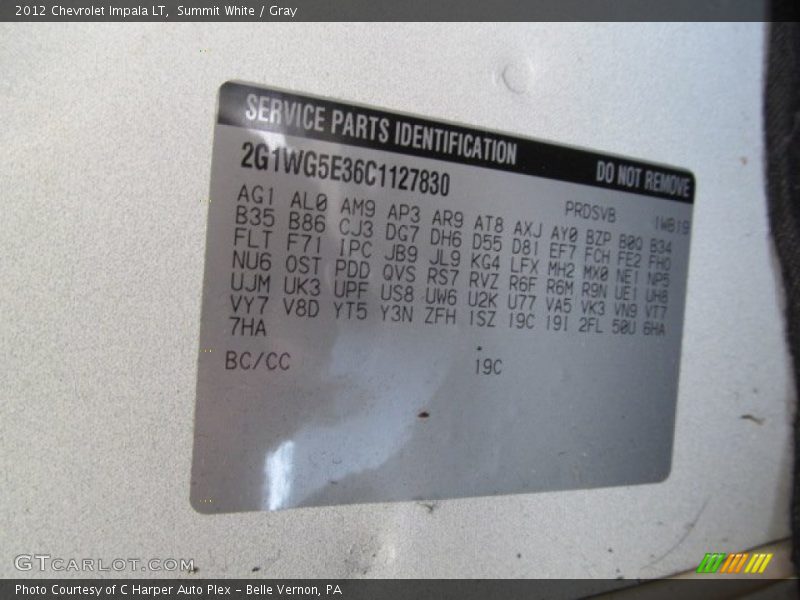 2012 Chevrolet Impala LT, Summit White / Gray
SERVICE PARTS IDENTIFICATION DO NOT REMOVE
2G1WG5E36C1127830
PRDSVB 1WB19
AG1 AL0 AM9 AP3 AR9 AT8 AXJ AY0 BZP B0Q B34
B35 B86 CJ3 DG7 DH6 D55 D81 EF7 FCH FE2 FHO
FLT F71 IPC JB9 JL9 KG4 LFX MH2 MX0 NE1 NP5
NU6 OST PDD QVS RS7 RVZ R6F R6M R9N UE1 UH8
UJM UK3 UPF US8 UW6 U2K U77 VA5 VK3 VN9 VT7
VY7 V8D YT5 Y3N ZFH 1SZ 19C 19I 2FL 50U 6HA
7HA
BC/CC 19C
GTCARLOT.COM
Photo Courtesy of C Harper Auto Plex - Belle Vernon, PA